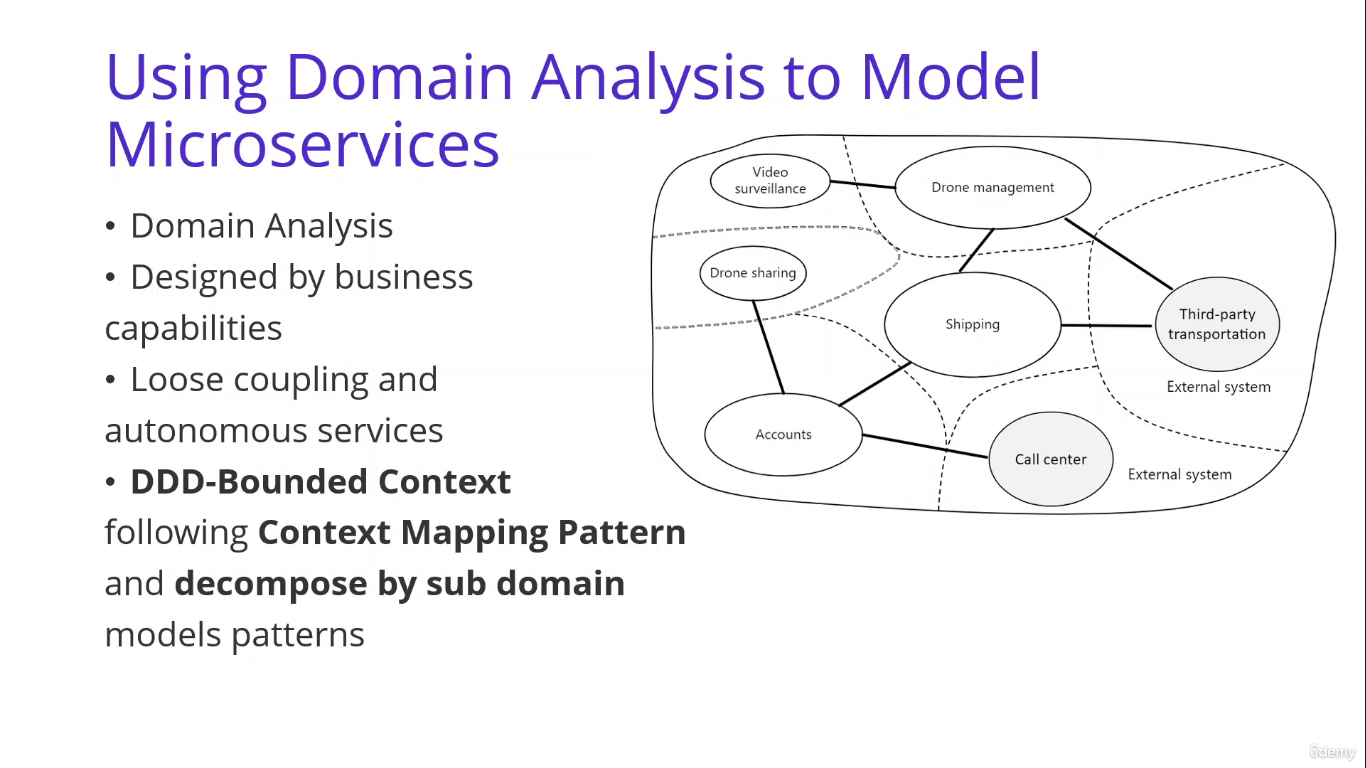 Using Domain Analysis to Model
Microservices
• Domain Analysis
• Designed by business
capabilities
• Loose coupling and
autonomous services
• DDD-Bounded Context
following Context Mapping Pattern
and decompose by sub domain
models patterns
Video
surveillance
Drone management
Drone sharing
Shipping
Third-party
transportation
External system
Accounts
Call center
External system
ûdemy